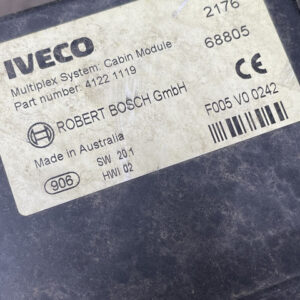 IVECO
2176
Multiplex System: Cabin Module
68805
Part number: 4122 1119
CE
ROBERT BOSCH GmbH
F005 V0 0242
Made in Australia
SW 20.1
906
HWI 02